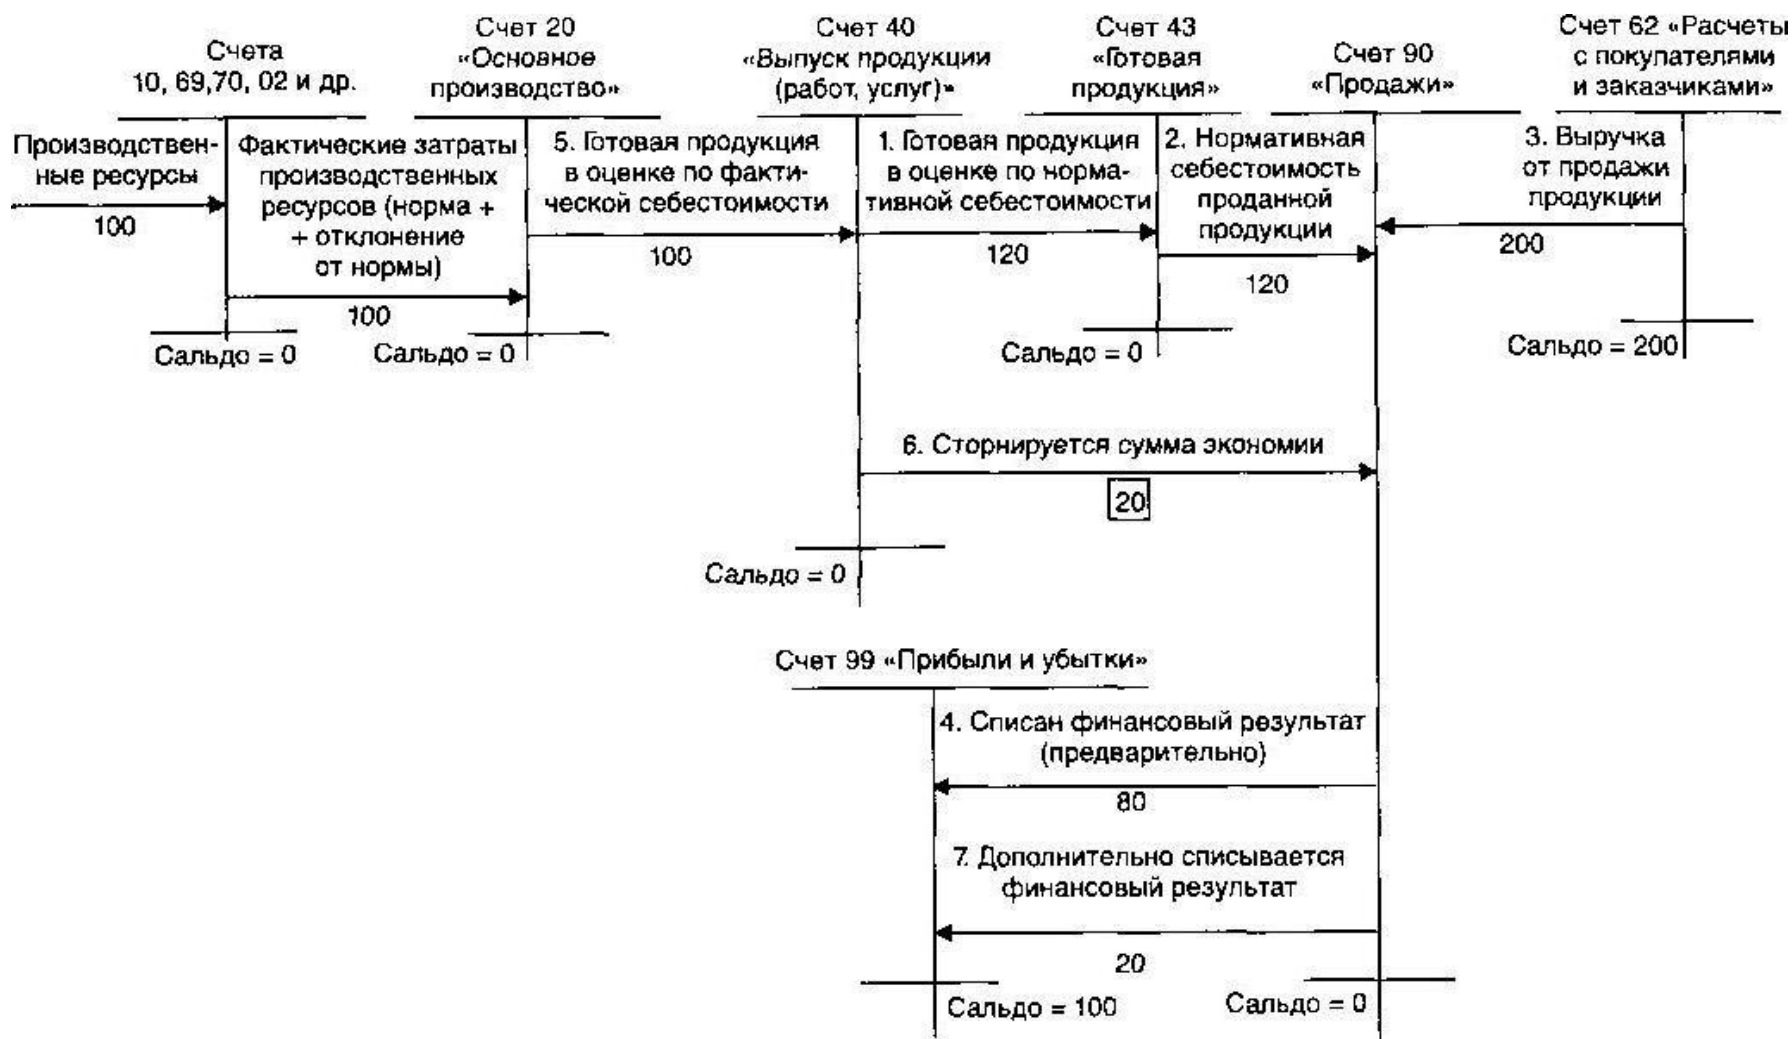 Счета
10, 69,70, 02 и др.
Счет 20
«Основное
производство»
Счет 40
«Выпуск продукции
(работ, услуг)»
Счет 43
«Готовая
продукция»
Счет 90
«Продажи»
Счет 62 «Расчеты
с покупателями
и заказчиками»
Производствен-
ные ресурсы
100
Фактические затраты
производственных
ресурсов (норма +
+ отклонение
от нормы)
100
5. Готовая продукция
в оценке по факти-
ческой себестоимости
100
1. Готовая продукция
в оценке по норма-
тивной себестоимости
120
2. Нормативная
себестоимость
проданной
продукции
120
3. Выручка
от продажи
продукции
200
Сальдо = 0
Сальдо = 0
Сальдо = 0
Сальдо = 200
6. Сторнируется сумма экономии
20
Сальдо = 0
Счет 99 «Прибыли и убытки»
4. Списан финансовый результат
(предварительно)
80
7. Дополнительно списывается
финансовый результат
20
Сальдо = 100
Сальдо = 0